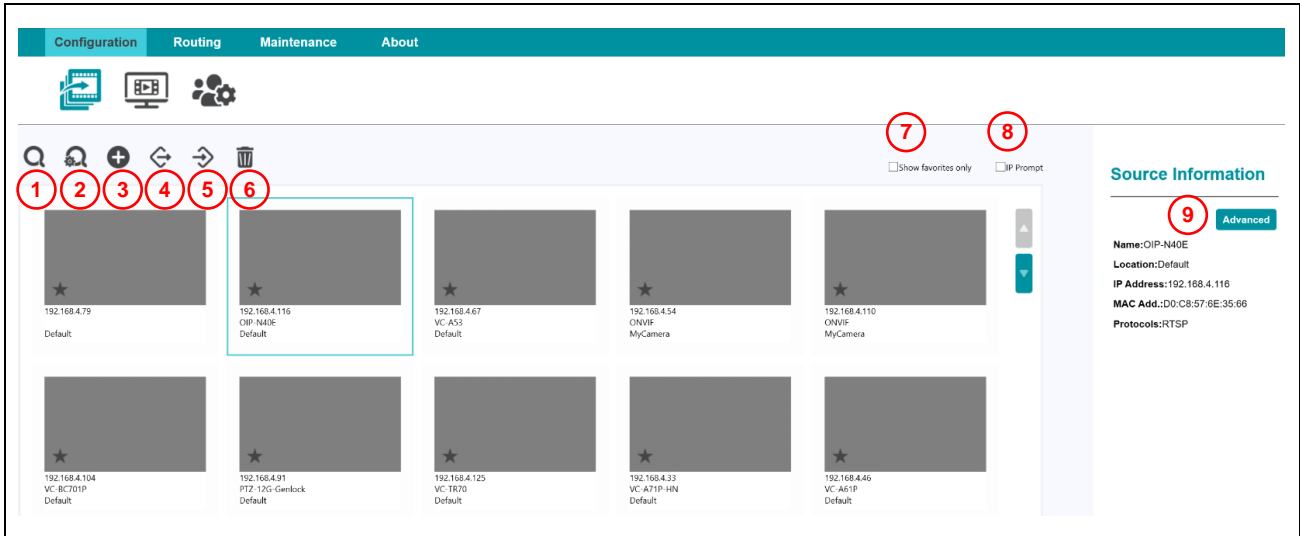 Configuration Routing Maintenance About
7 8
Show favorites only IP Prompt
1 2 3 4 5 6
Source Information
9 Advanced
Name:OIP-N40E
Location:Default
IP Address:192.168.4.116
MAC Add.:D0:C8:57:6E:35:66
Protocols:RTSP
192.168.4.79
Default
192.168.4.116
OIP-N40E
Default
192.168.4.67
VC-A53
Default
192.168.4.54
ONVIF
MyCamera
192.168.4.110
ONVIF
MyCamera
192.168.4.104
VC-BC701P
Default
192.168.4.91
PTZ-12G-Genlock
Default
192.168.4.125
VC-TR70
Default
192.168.4.33
VC-A71P-HN
Default
192.168.4.46
VC-A61P
Default